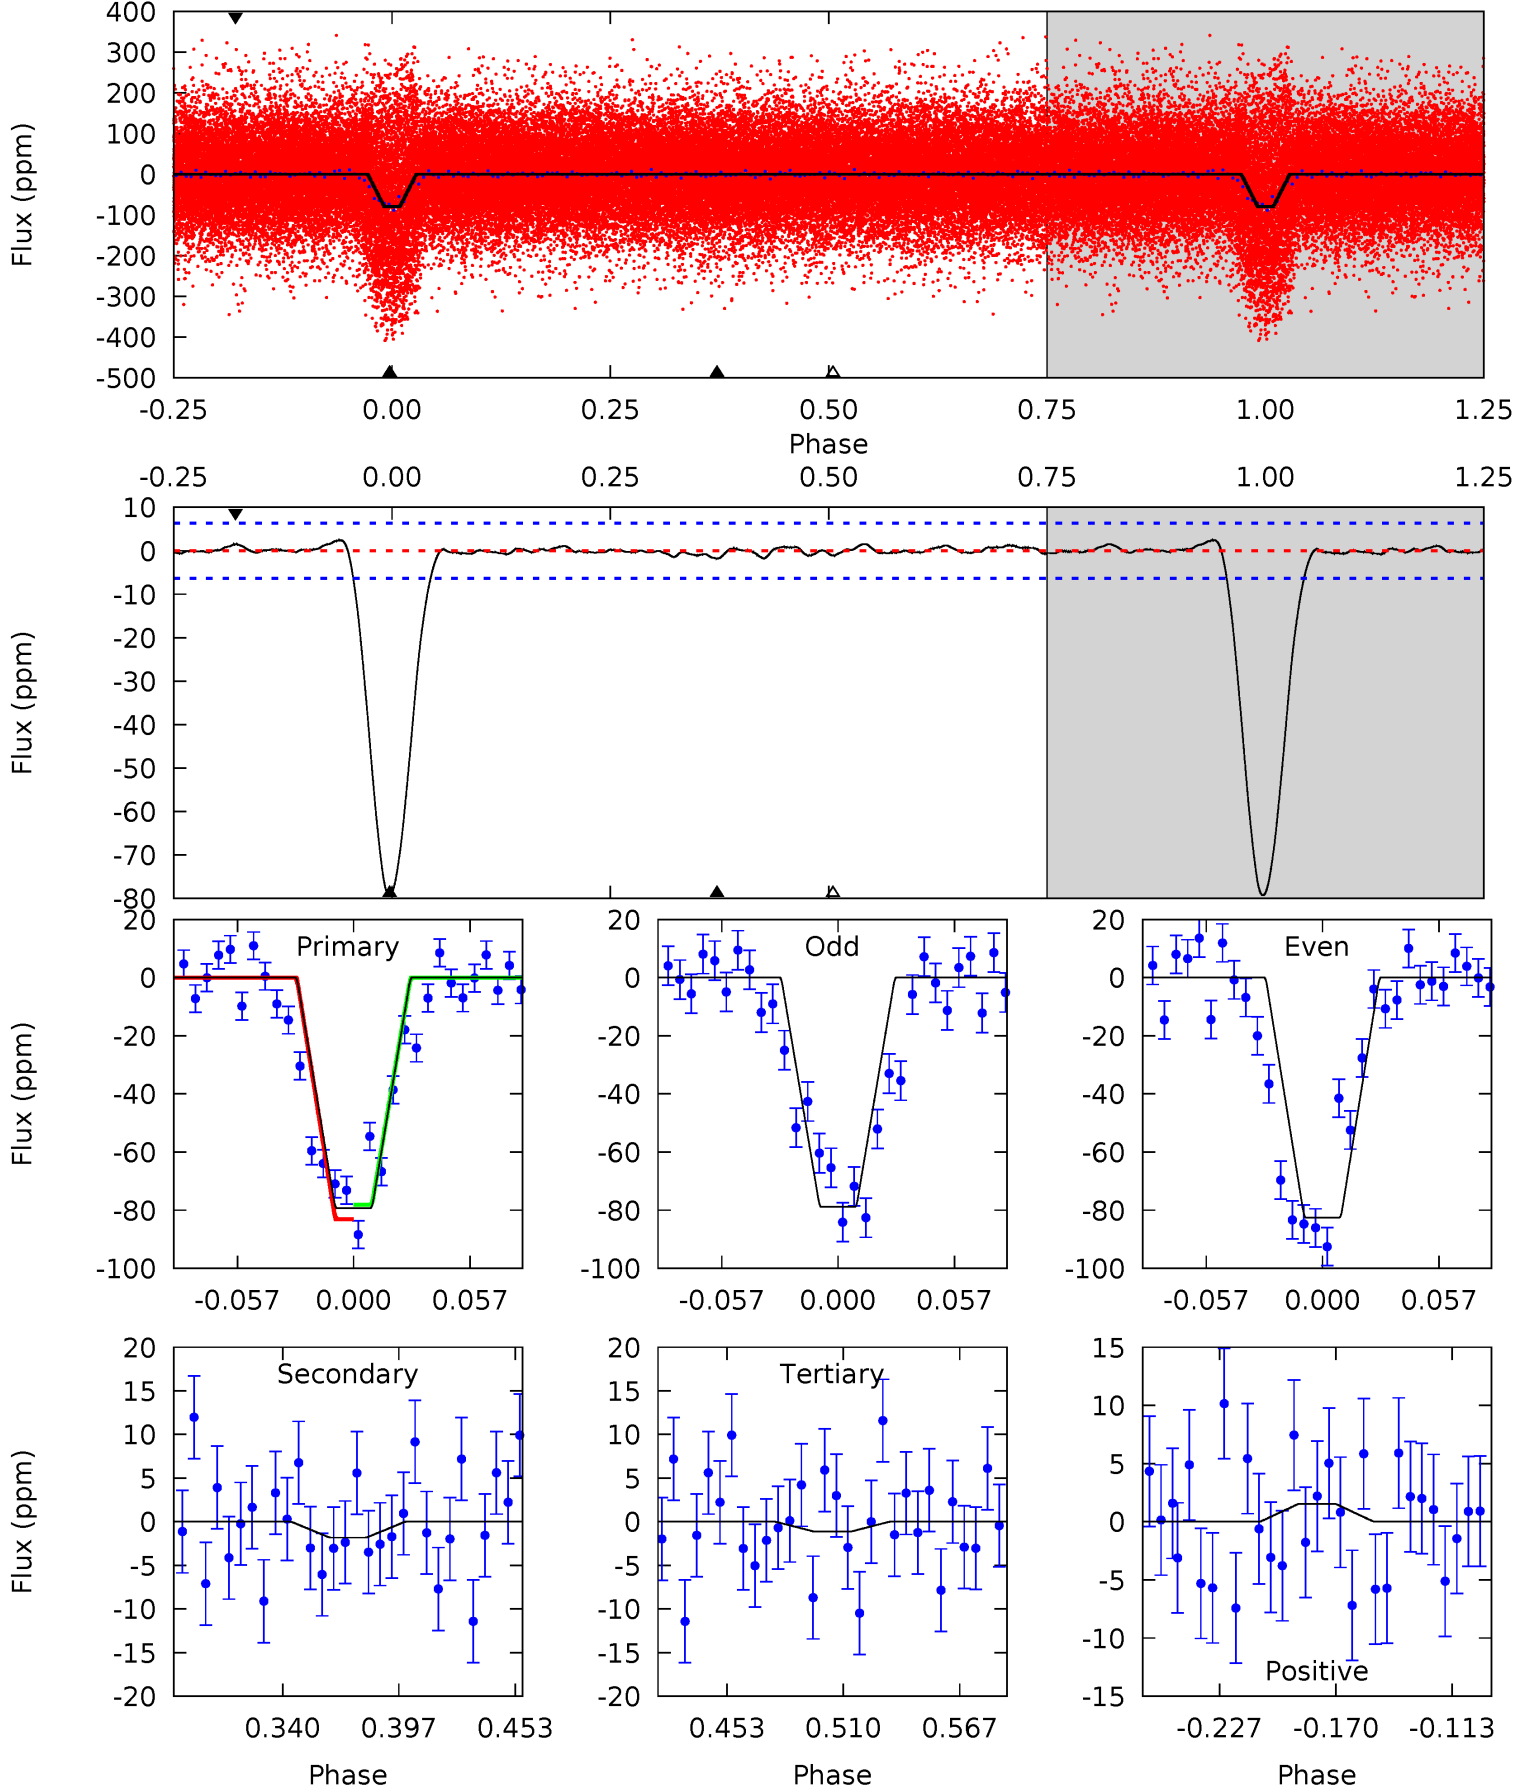 400
300
200
100
0
-100
-200
-300
-400
-500
Flux (ppm)
-0.25 0.00 0.25 0.50 0.75 1.00 1.25
Phase
-0.25 0.00 0.25 0.50 0.75 1.00 1.25
10
0
-10
-20
-30
-40
-50
-60
-70
-80
Flux (ppm)
Primary Odd Even
20 20 20
0 0 0
-20 -20 -20
-40 -40 -40
-60 -60 -60
-80 -80 -80
-100 -100 -100
Flux (ppm)
-0.057 0.000 0.057 -0.057 0.000 0.057 -0.057 0.000 0.057
Secondary Tertiary
20 20 15
15 15 10
10 10 5
5 5 0
0 0 -5
-5 -5 -10
-10 -10 -15
-15 -15
-20 -20
Positive
Flux (ppm)
0.340 0.397 0.453 0.453 0.510 0.567 -0.227 -0.170 -0.113
Phase Phase Phase